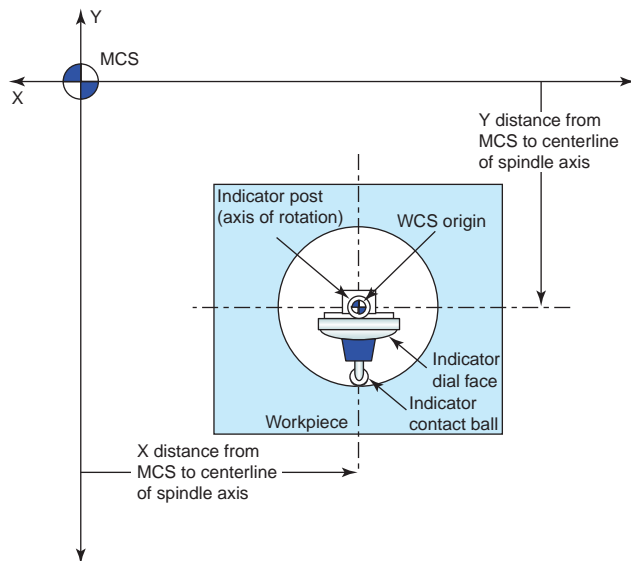 Y
MCS
X
Y distance from
MCS to centerline
of spindle axis
Indicator post
(axis of rotation)
WCS origin
Indicator
dial face
Indicator
contact ball
Workpiece
X distance from
MCS to centerline
of spindle axis